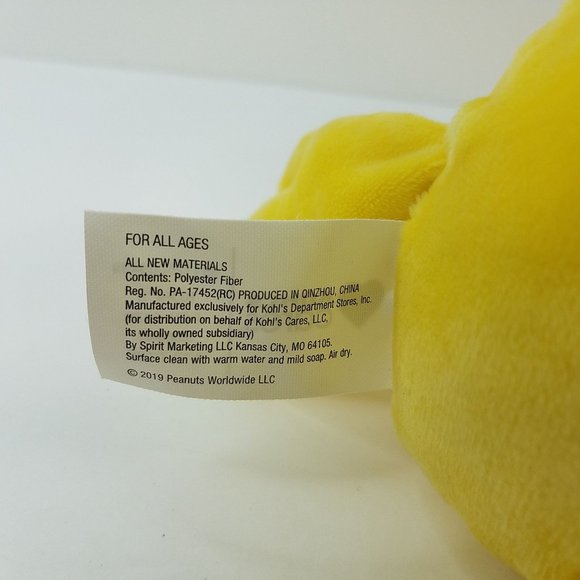 FOR ALL AGES
ALL NEW MATERIALS
Contents: Polyester Fiber
Reg. No. PA-17452(RC) PRODUCED IN QINZHOU, CHINA
Manufactured exclusively for Kohl's Department Stores, Inc.
(for distribution on behalf of Kohl's Cares, LLC,
its wholly owned subsidiary)
By Spirit Marketing LLC Kansas City, MO 64105.
Surface clean with warm water and mild soap. Air dry.
© 2019 Peanuts Worldwide LLC